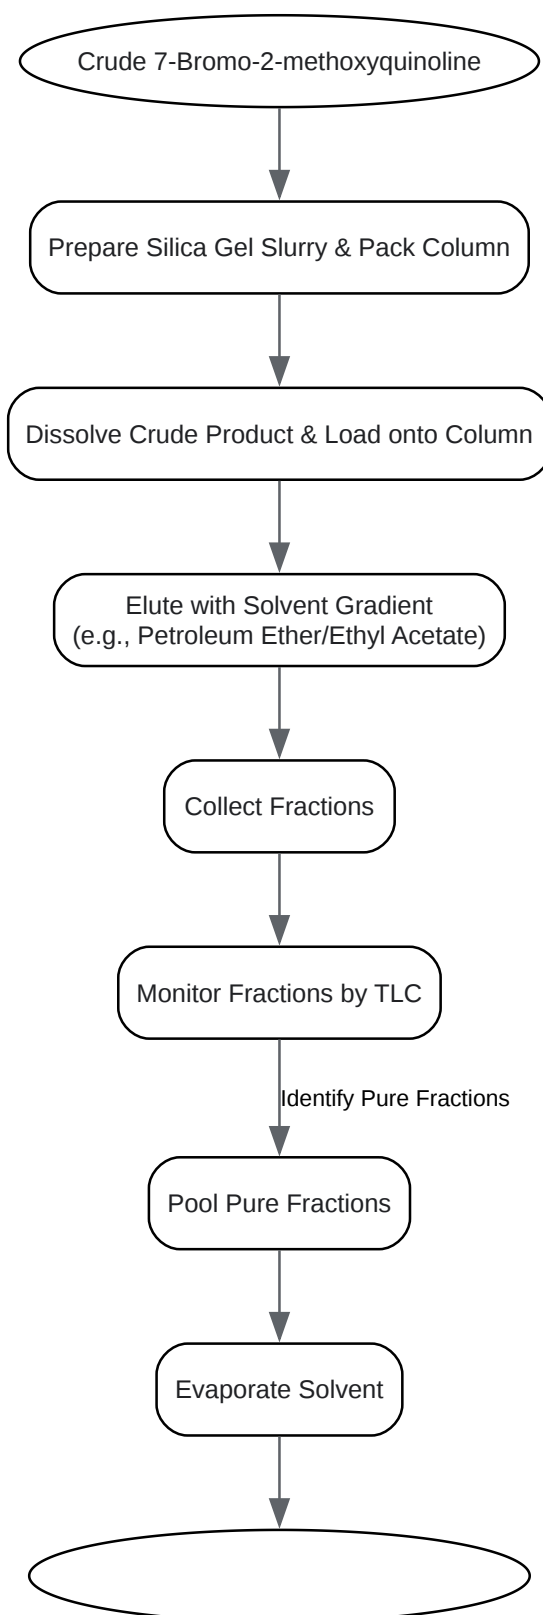 Crude 7-Bromo-2-methoxyquinoline
Prepare Silica Gel Slurry & Pack Column
Dissolve Crude Product & Load onto Column
Elute with Solvent Gradient
(e.g., Petroleum Ether/Ethyl Acetate)
Collect Fractions
Monitor Fractions by TLC
Identify Pure Fractions
Pool Pure Fractions
Evaporate Solvent